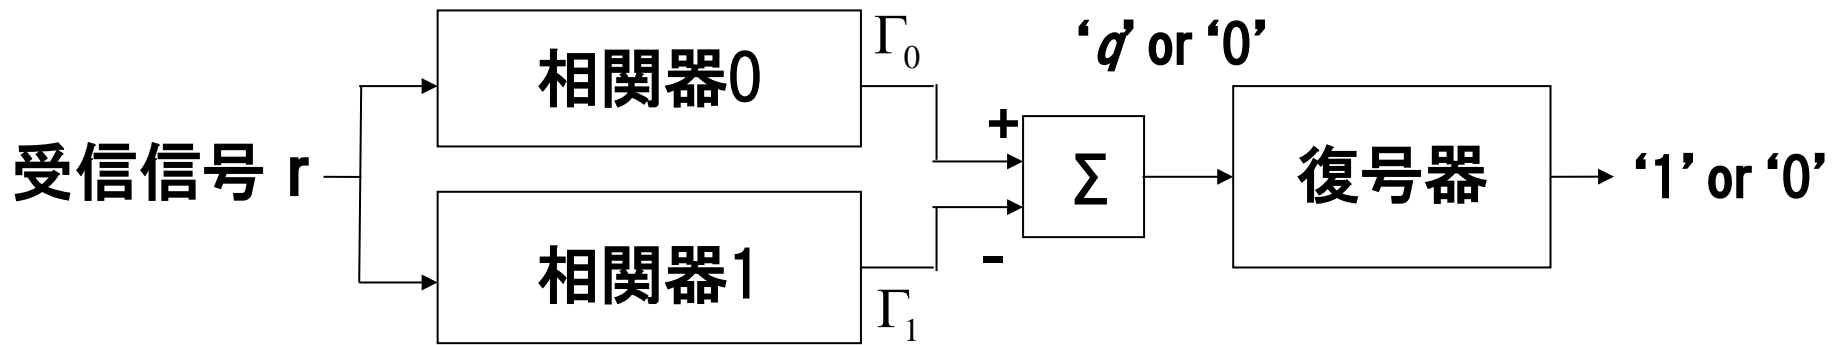 受信信号 r
相関器0
Γ0
相関器1
Γ1
+
-
Σ
‘q’ or ‘0’
復号器
‘1’ or ‘0’